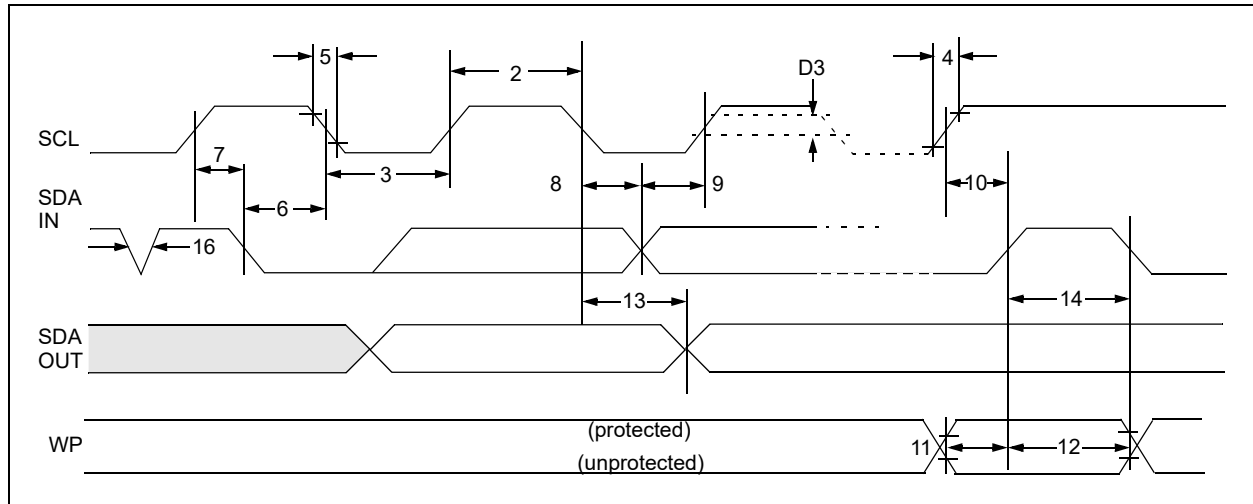 5
4
2
D3
SCL
7
3
8
9
10
SDA
IN
6
16
13
14
SDA
OUT
(protected)
WP
11
12
(unprotected)